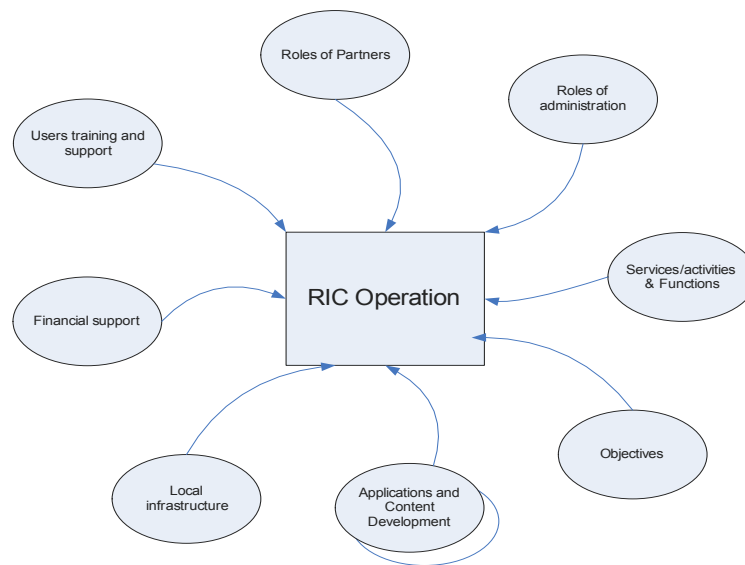 Roles of Partners
Roles of
administration
Users training and
support
Services/activities
& Functions
RIC Operation
Financial support
Objectives
Local
infrastructure
Applications and
Content
Development